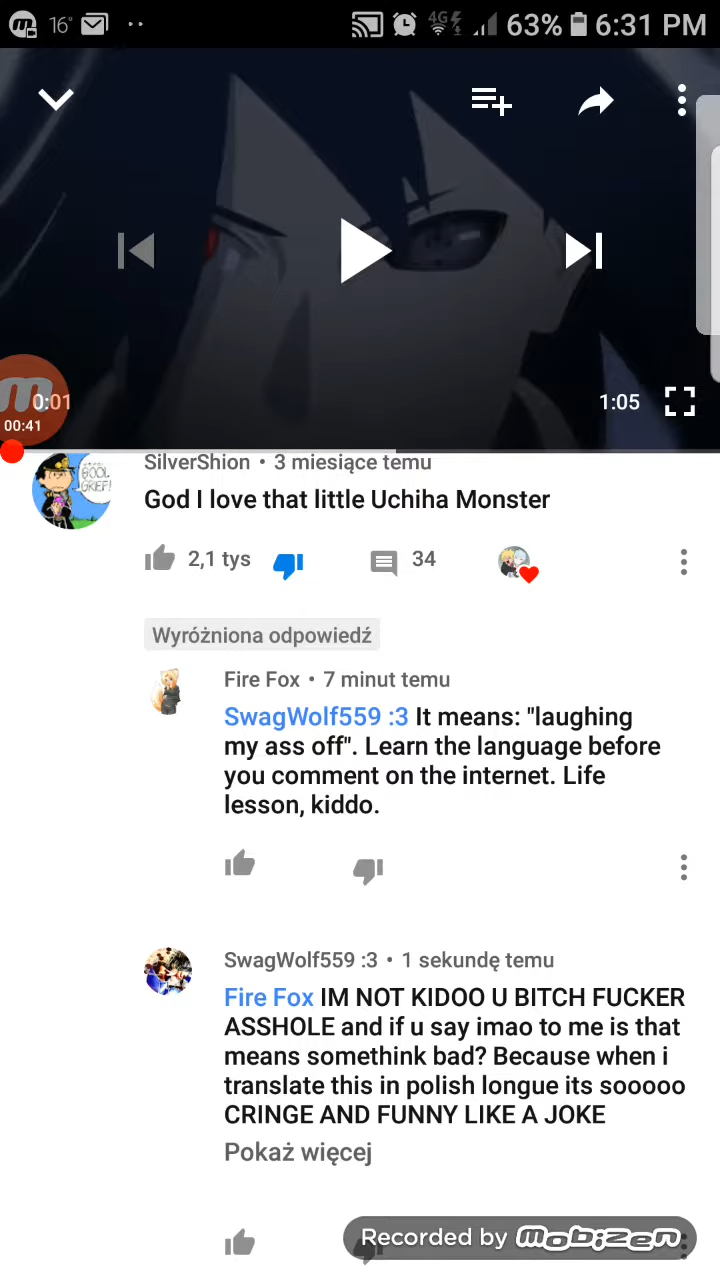 16°
4G
63%
6:31 PM
0:01
00:41
1:05
GOOL
GRIEF!
SilverShion • 3 miesiące temu
God I love that little Uchiha Monster
2,1 tys
34
Wyróżniona odpowiedź
Fire Fox • 7 minut temu
SwagWolf559 :3 It means: "laughing
my ass off". Learn the language before
you comment on the internet. Life
lesson, kiddo.
SwagWolf559 :3 • 1 sekundę temu
Fire Fox IM NOT KIDOO U BITCH FUCKER
ASSHOLE and if u say imao to me is that
means somethink bad? Because when i
translate this in polish longue its sooooo
CRINGE AND FUNNY LIKE A JOKE
Pokaż więcej
Recorded by mobizen